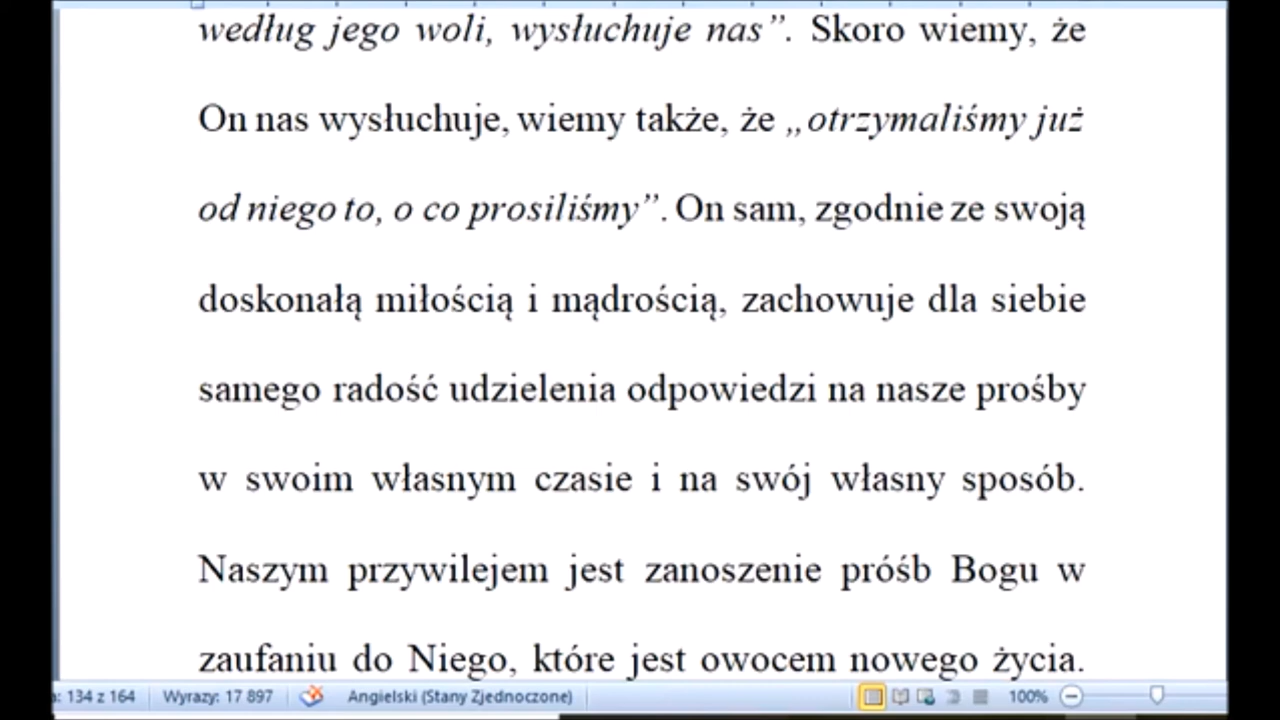 według jego woli, wysłuchuje nas”. Skoro wiemy, że
On nas wysłuchuje, wiemy także, że „otrzymaliśmy już
od niego to, o co prosiliśmy”. On sam, zgodnie ze swoją
doskonałą miłością i mądrością, zachowuje dla siebie
samego radość udzielenia odpowiedzi na nasze prośby
w swoim własnym czasie i na swój własny sposób.
Naszym przywilejem jest zanoszenie próśb Bogu w
zaufaniu do Niego, które jest owocem nowego życia.
: 134 z 164 Wyrazy: 17 897 Angielski (Stany Zjednoczone) 100%